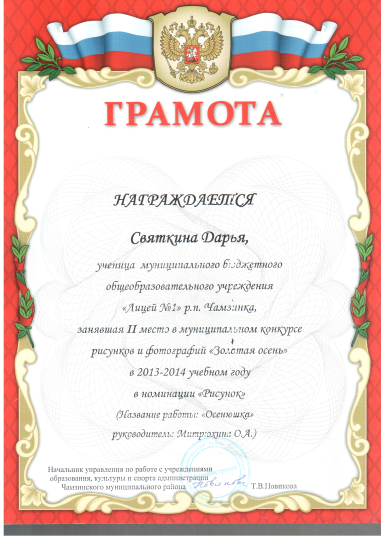 ГРАМОТА
НАГРАЖДАЕТСЯ
Святкина Дарья,
ученица муниципального бюджетного
общеобразовательного учреждения
«Лицей №1» р.п. Чамзинка,
занявшая II место в муниципальном конкурсе
рисунков и фотографий «Золотая осень»
в 2013-2014 учебном году
в номинации «Рисунок»
(Название работы: «Осенюшка»
руководитель: Митрюхина О.А.)
Начальник управления по работе с учреждениями
образования, культуры и спорта администрации
Чамзинского муниципального района Т.В.Новикова